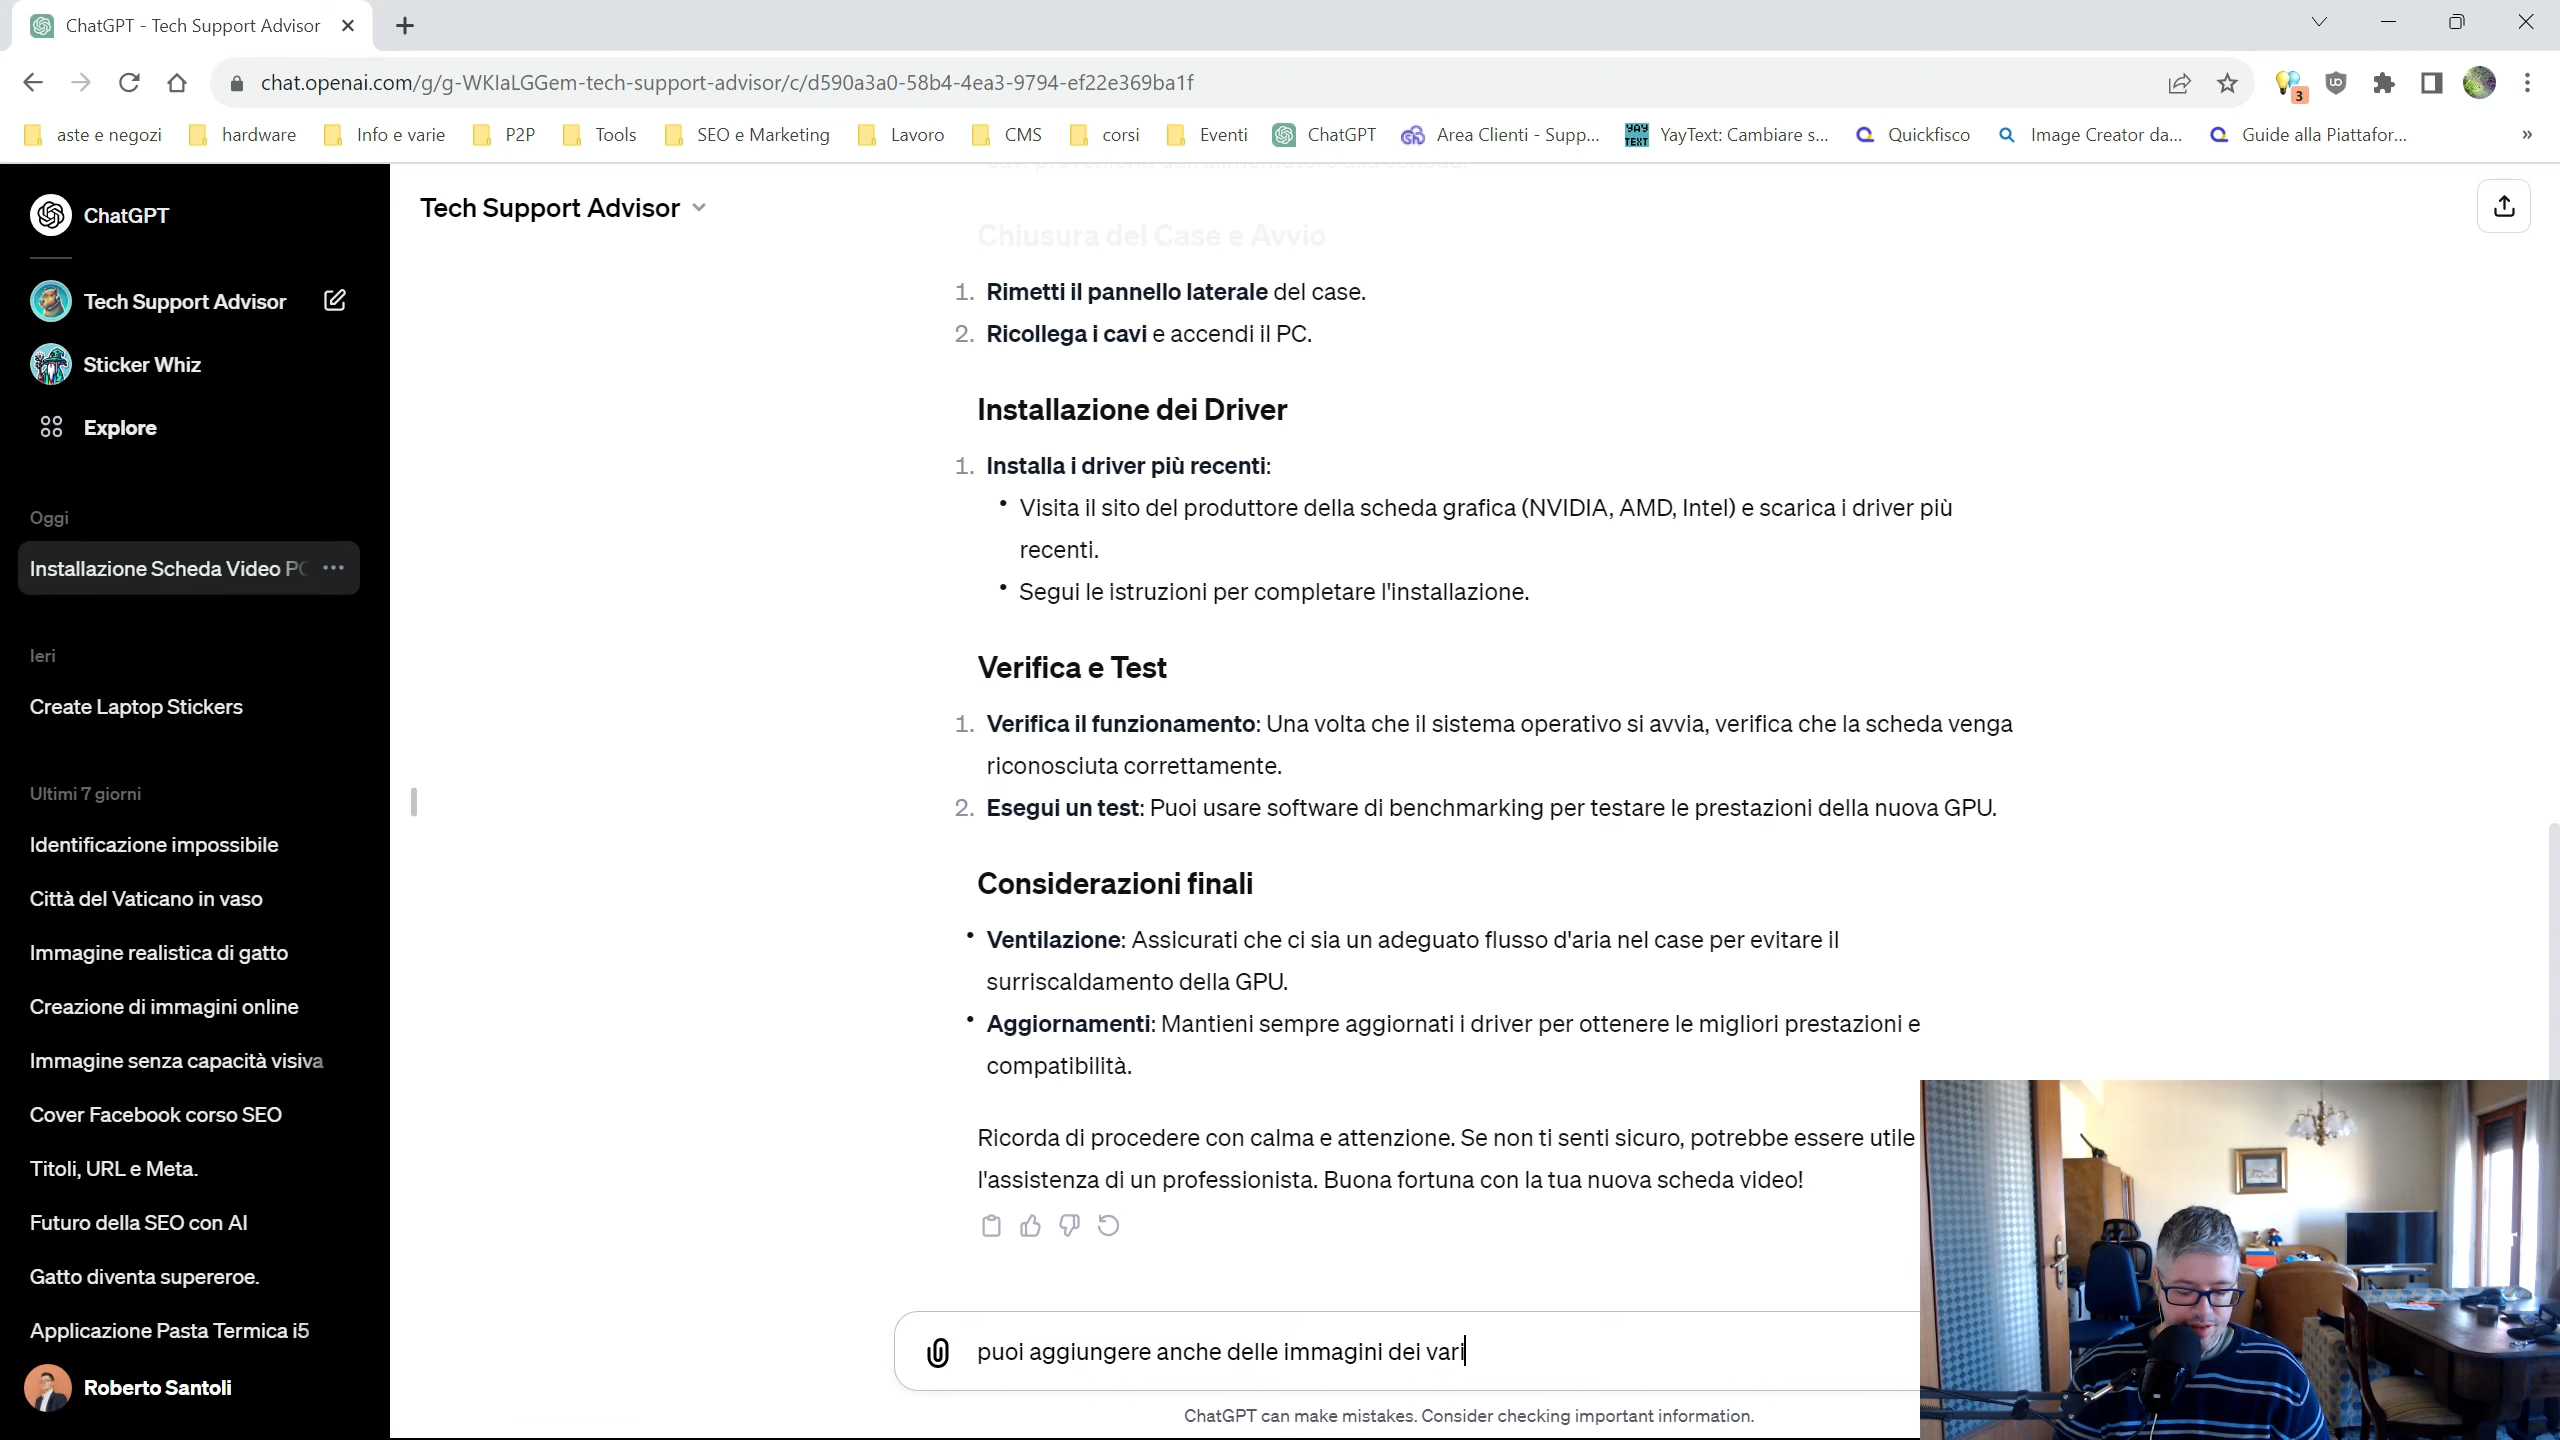 ChatGPT - Tech Support Advisor
chat.openai.com/g/g-WKIaLGGem-tech-support-advisor/c/d590a3a0-58b4-4ea3-9794-ef22e369ba1f
3
aste e negozi
hardware
Info e varie
P2P
Tools
SEO e Marketing
Lavoro
CMS
corsi
Eventi
ChatGPT
Area Clienti - Supp...
YAY TEXT
YayText: Cambiare s...
Quickfisco
Image Creator da...
Guide alla Piattafor...
»
ChatGPT
Tech Support Advisor
Sticker Whiz
Explore
Oggi
Installazione Scheda Video PC
Ieri
Create Laptop Stickers
Ultimi 7 giorni
Identificazione impossibile
Città del Vaticano in vaso
Immagine realistica di gatto
Creazione di immagini online
Immagine senza capacità visiva
Cover Facebook corso SEO
Titoli, URL e Meta.
Futuro della SEO con AI
Gatto diventa supereroe.
Applicazione Pasta Termica i5
Roberto Santoli
Tech Support Advisor
Chiusura del Case e Avvio
1. Rimetti il pannello laterale del case.
2. Ricollega i cavi e accendi il PC.
Installazione dei Driver
1. Installa i driver più recenti:
• Visita il sito del produttore della scheda grafica (NVIDIA, AMD, Intel) e scarica i driver più
recenti.
• Segui le istruzioni per completare l'installazione.
Verifica e Test
1. Verifica il funzionamento: Una volta che il sistema operativo si avvia, verifica che la scheda venga
riconosciuta correttamente.
2. Esegui un test: Puoi usare software di benchmarking per testare le prestazioni della nuova GPU.
Considerazioni finali
• Ventilazione: Assicurati che ci sia un adeguato flusso d'aria nel case per evitare il
surriscaldamento della GPU.
• Aggiornamenti: Mantieni sempre aggiornati i driver per ottenere le migliori prestazioni e
compatibilità.
Ricorda di procedere con calma e attenzione. Se non ti senti sicuro, potrebbe essere utile
l'assistenza di un professionista. Buona fortuna con la tua nuova scheda video!
puoi aggiungere anche delle immagini dei vari
ChatGPT can make mistakes. Consider checking important information.